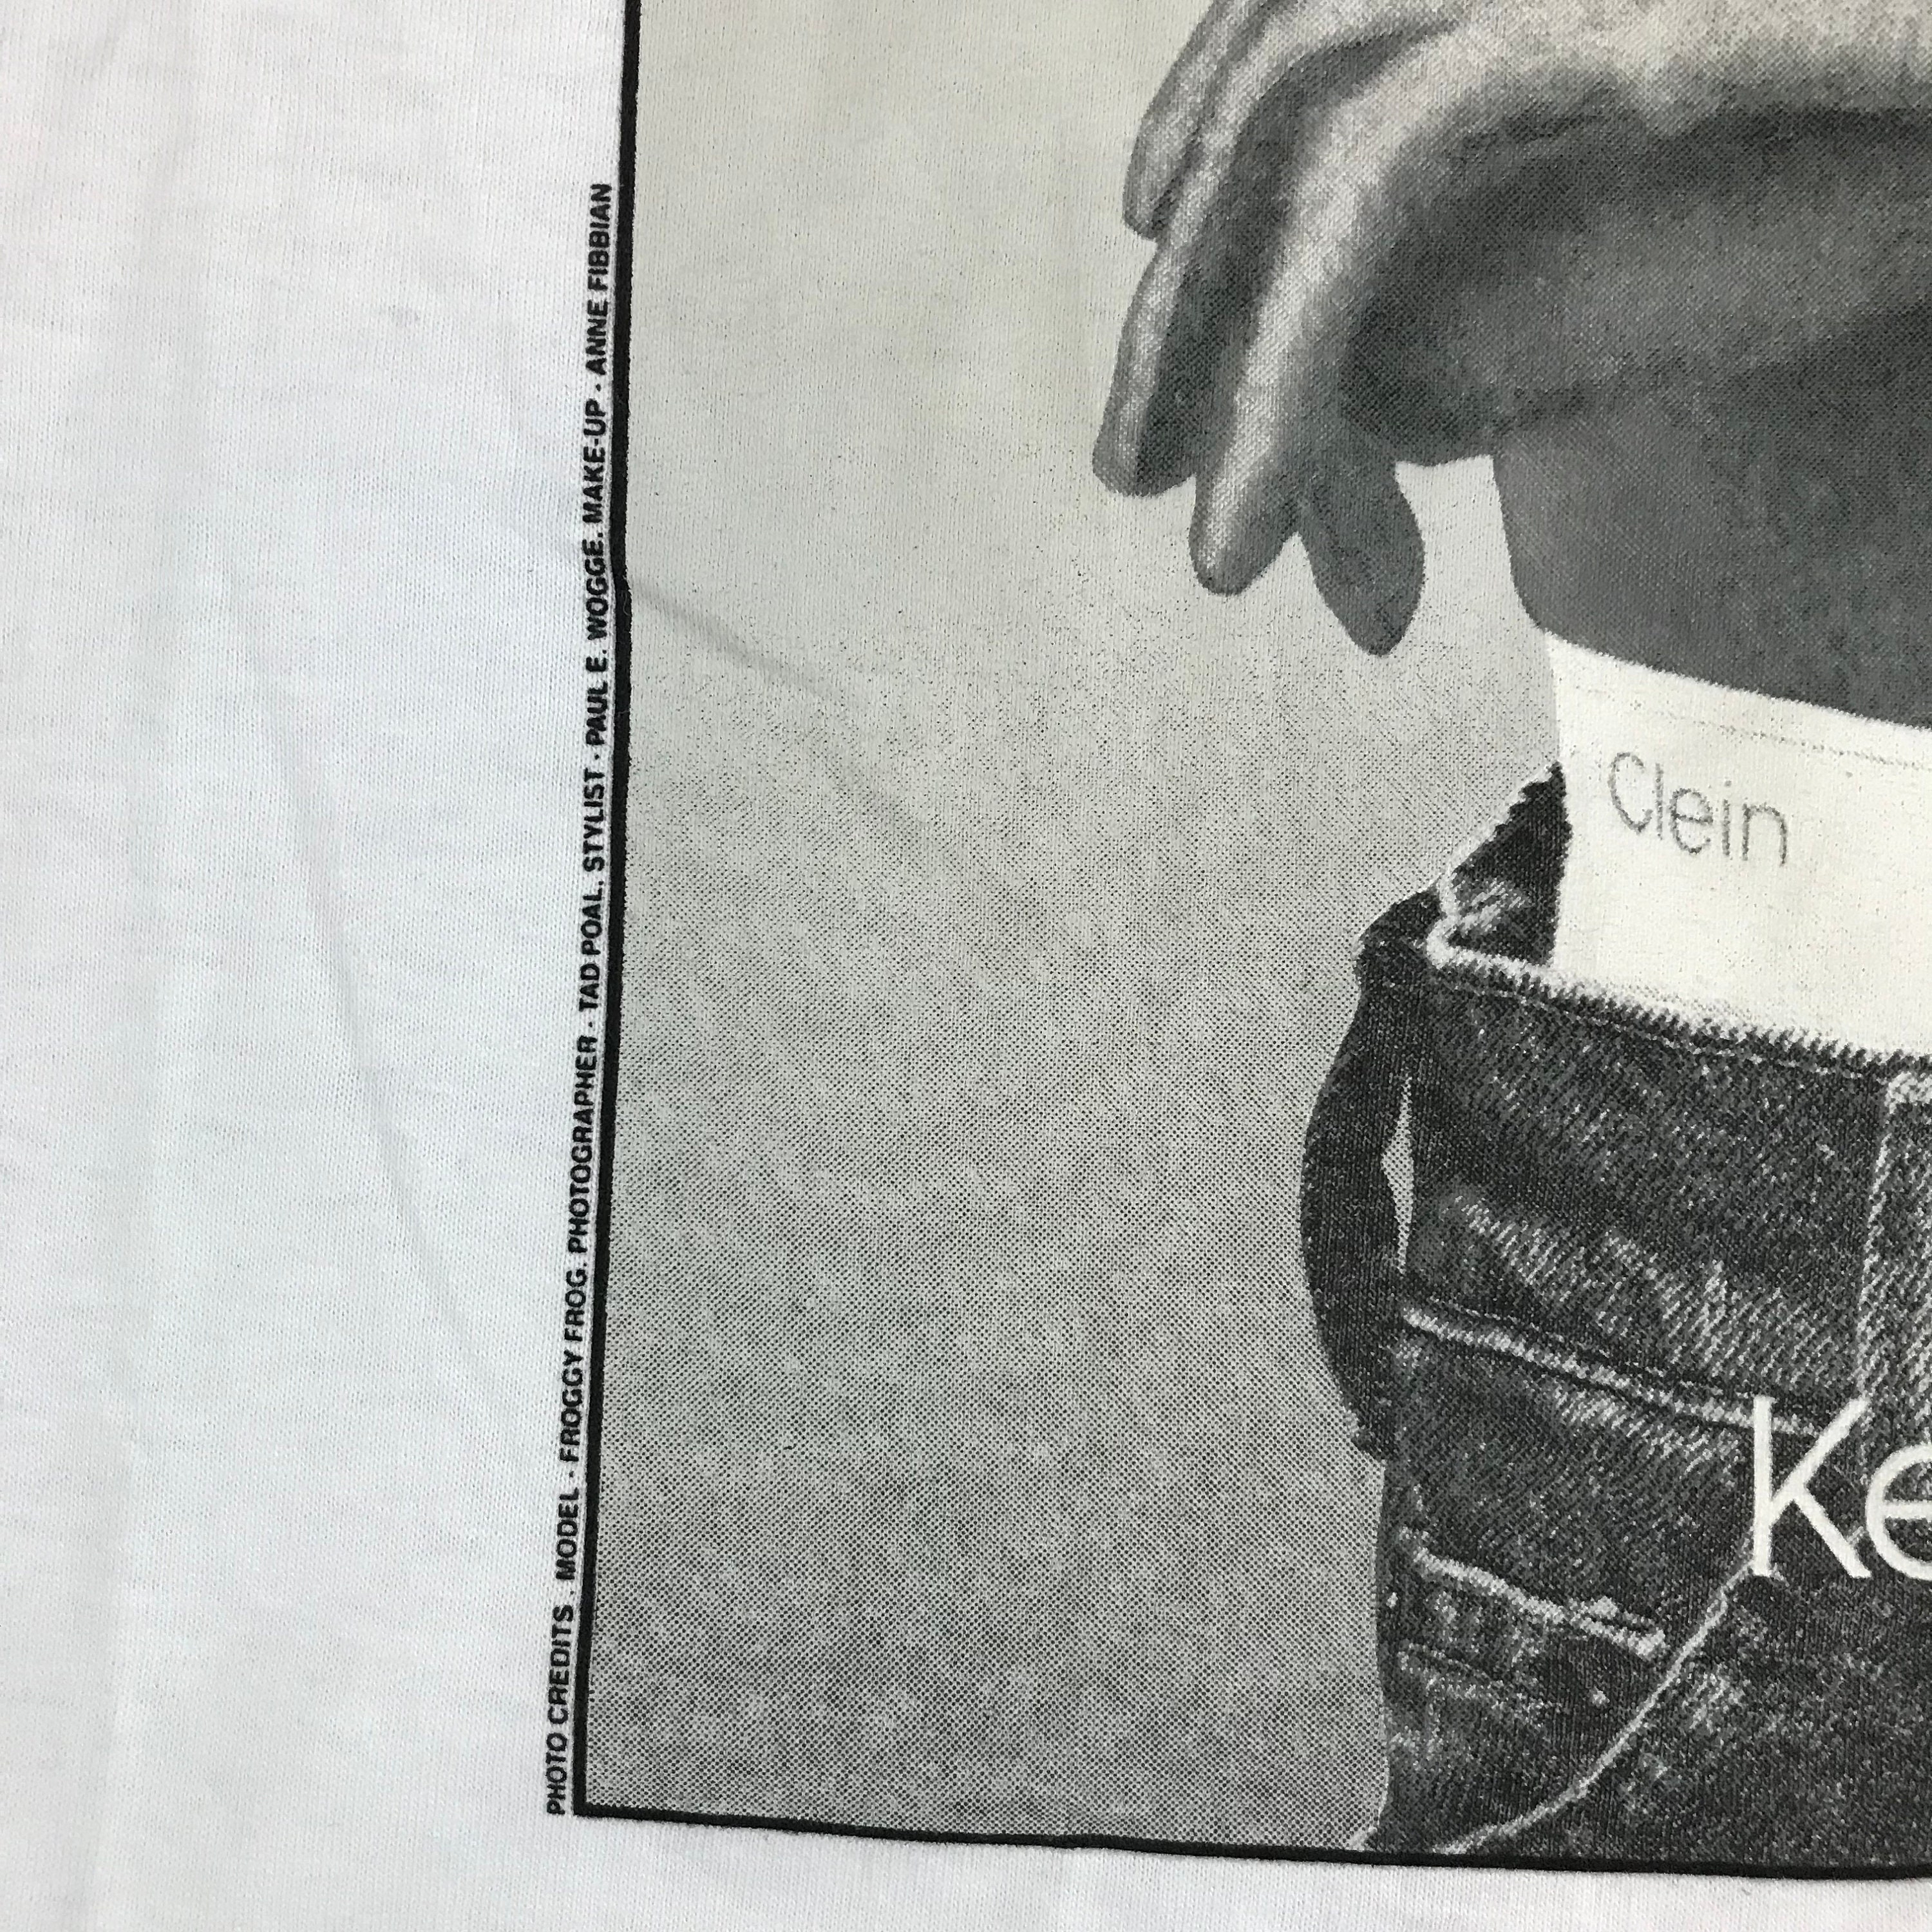 PHOTO CREDITS . MODEL - FROGGY FROG. PHOTOGRAPHER - TAD POAL. STYLIST - PAUL E. WOGGE. MAKE-UP - ANNE FIBBIAN
Clein
Ke